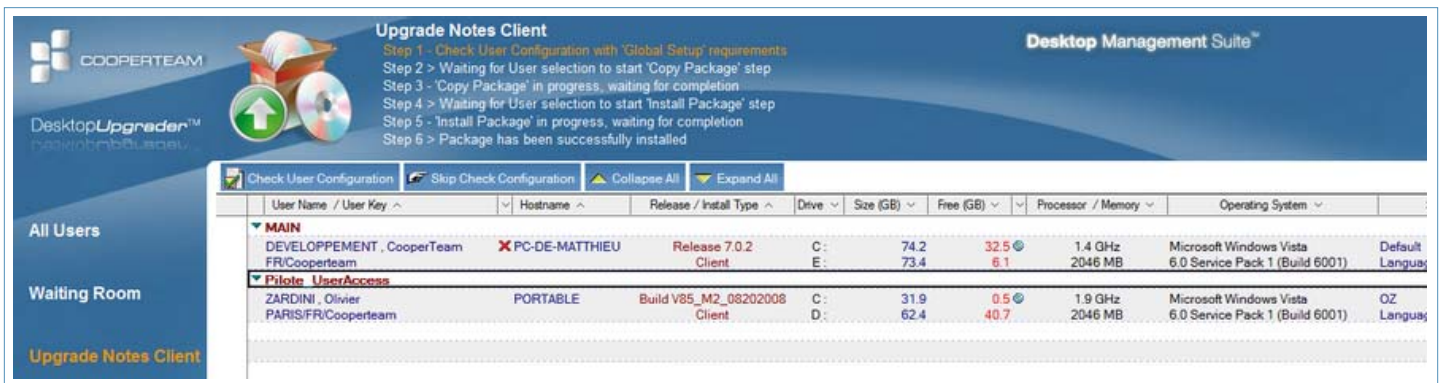 COOPERTEAM
DesktopUpgrader™
Upgrade Notes Client
Step 1 - Check User Configuration with 'Global Setup' requirements
Step 2 > Waiting for User selection to start 'Copy Package' step
Step 3 - 'Copy Package' in progress, waiting for completion
Step 4 > Waiting for User selection to start 'Install Package' step
Step 5 - 'Install Package' in progress, waiting for completion
Step 6 > Package has been successfully installed
Desktop Management Suite™
Check User Configuration Skip Check Configuration Collapse All Expand All
User Name / User Key Hostname Release / Install Type Drive Size (GB) Free (GB) Processor / Memory Operating System
All Users
Waiting Room
Upgrade Notes Client
MAIN
DEVELOPPEMENT , CooperTeam PC-DE-MATTHIEU Release 7.0.2 C : 74.2 32.5 1.4 GHz Microsoft Windows Vista Default
FR/Cooperteam Client E : 73.4 6.1 2046 MB 6.0 Service Pack 1 (Build 6001) Languag
Pilote_UserAccess
ZARDINI , Olivier PORTABLE Build V85_M2_08202008 C : 31.9 0.5 1.9 GHz Microsoft Windows Vista OZ
PARIS/FR/Cooperteam Client D : 62.4 40.7 2046 MB 6.0 Service Pack 1 (Build 6001) Languag